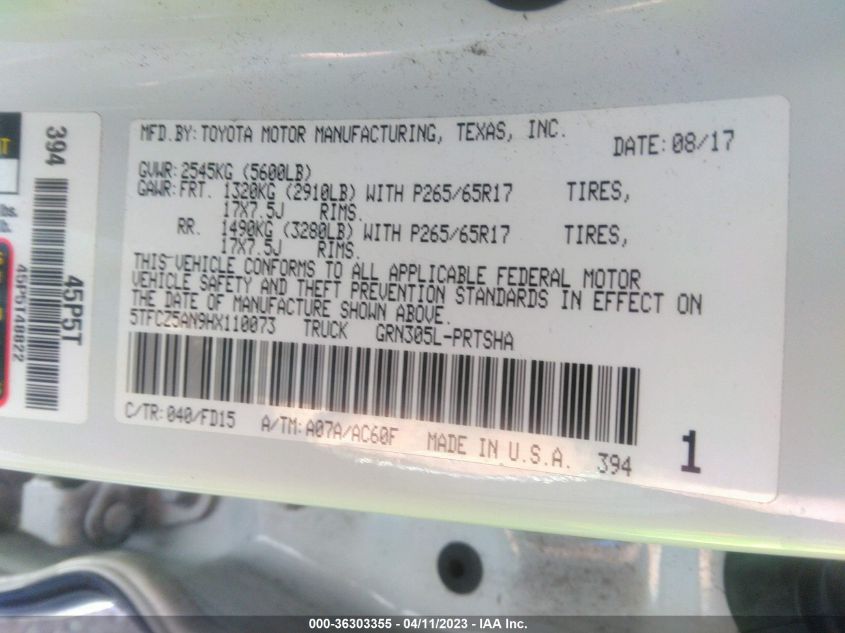 MFD.BY:TOYOTA MOTOR MANUFACTURING, TEXAS, INC.
DATE:08/17
GVWR:2545KG (5600LB)
GAWR:FRT. 1320KG (2910LB) WITH P265/65R17 TIRES,
17X7.5J RIMS.
RR. 1490KG (3280LB) WITH P265/65R17 TIRES,
17X7.5J RIMS.
THIS VEHICLE CONFORMS TO ALL APPLICABLE FEDERAL MOTOR
VEHICLE SAFETY AND THEFT PREVENTION STANDARDS IN EFFECT ON
THE DATE OF MANUFACTURE SHOWN ABOVE.
5TFCZ5AN9HX110073 TRUCK GRN305L-PRTSHA
C/TR:040/FD15 A/TM:A07A/AC60F MADE IN U.S.A. 394
1
394
45P5T
45P5T48822
lbs.
000-36303355 - 04/11/2023 - IAA Inc.